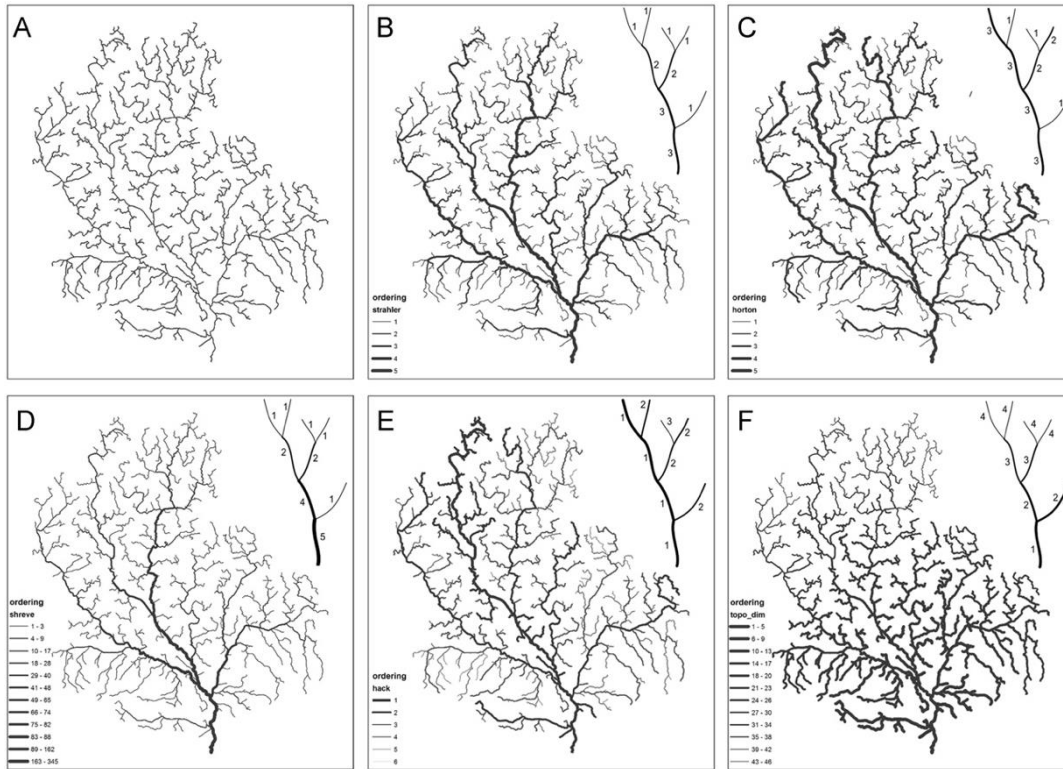 A
B
1 1 1 1
2 2
3 1
3
ordering
strahler
1
2
3
4
5
C
3 1 1 2
3 2
3 1
3
ordering
horton
1
2
3
4
5
D
1 1 1 1
2 2
4 1
5
ordering
shreve
1 - 3
4 - 9
10 - 17
18 - 28
29 - 40
41 - 48
49 - 65
66 - 74
75 - 82
83 - 88
89 - 162
163 - 345
E
1 2 3 2
1 2
1 2
1
ordering
hack
1
2
3
4
5
6
F
4 4 4 4
3 3
2 2
1
ordering
topo_dim
1 - 5
6 - 9
10 - 13
14 - 17
18 - 20
21 - 23
24 - 26
27 - 30
31 - 34
35 - 38
39 - 42
43 - 46